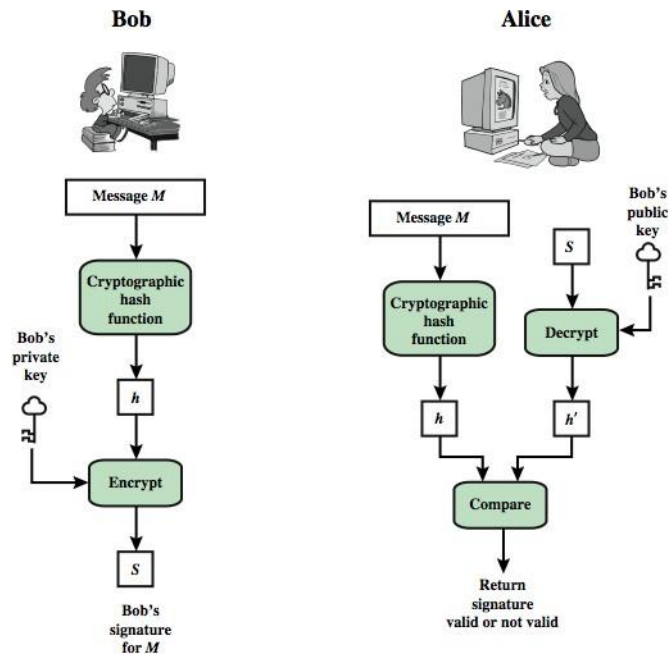 Bob
Message M
Cryptographic
hash
function
Bob's
private
key
h
Encrypt
S
Bob's
signature
for M
Alice
Message M
Cryptographic
hash
function
h
Bob's
public
key
S
Decrypt
h'
Compare
Return
signature
valid or not valid